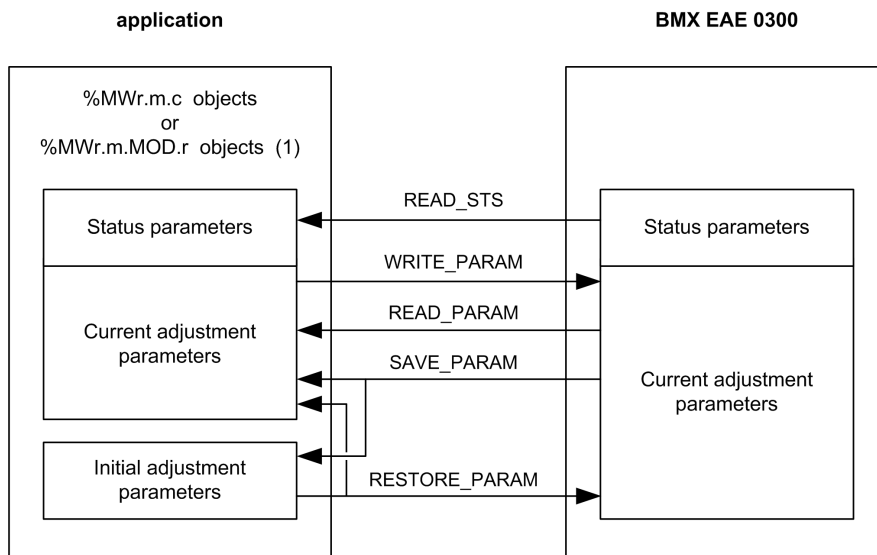 application
BMX EAE 0300
%MWr.m.c objects
or
%MWr.m.MOD.r objects (1)
Status parameters
READ_STS
Status parameters
WRITE_PARAM
Current adjustment
parameters
READ_PARAM
SAVE_PARAM
Current adjustment
parameters
Initial adjustment
parameters
RESTORE_PARAM